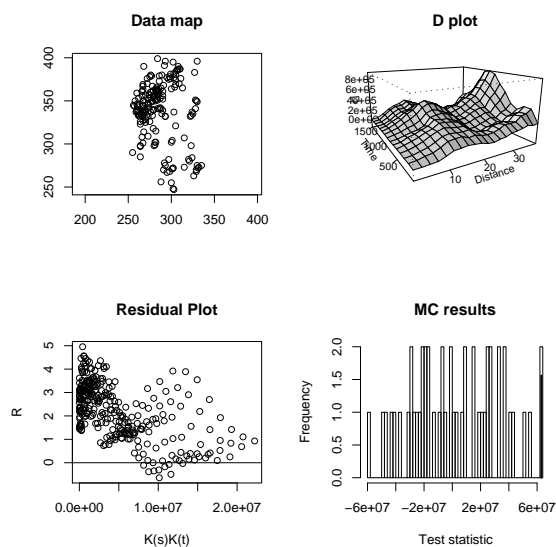 Data map
250 300 350 400
200 250 300 350 400
D plot
8e+05
6e+05
4e+05
2e+05
0e+00
1500
1000
500
Time
10 20 30
Distance
Residual Plot
R
0 1 2 3 4 5
0.0e+00 1.0e+07 2.0e+07
K(s)K(t)
MC results
Frequency
0.0 0.5 1.0 1.5 2.0
−6e+07 −2e+07 2e+07 6e+07
Test statistic